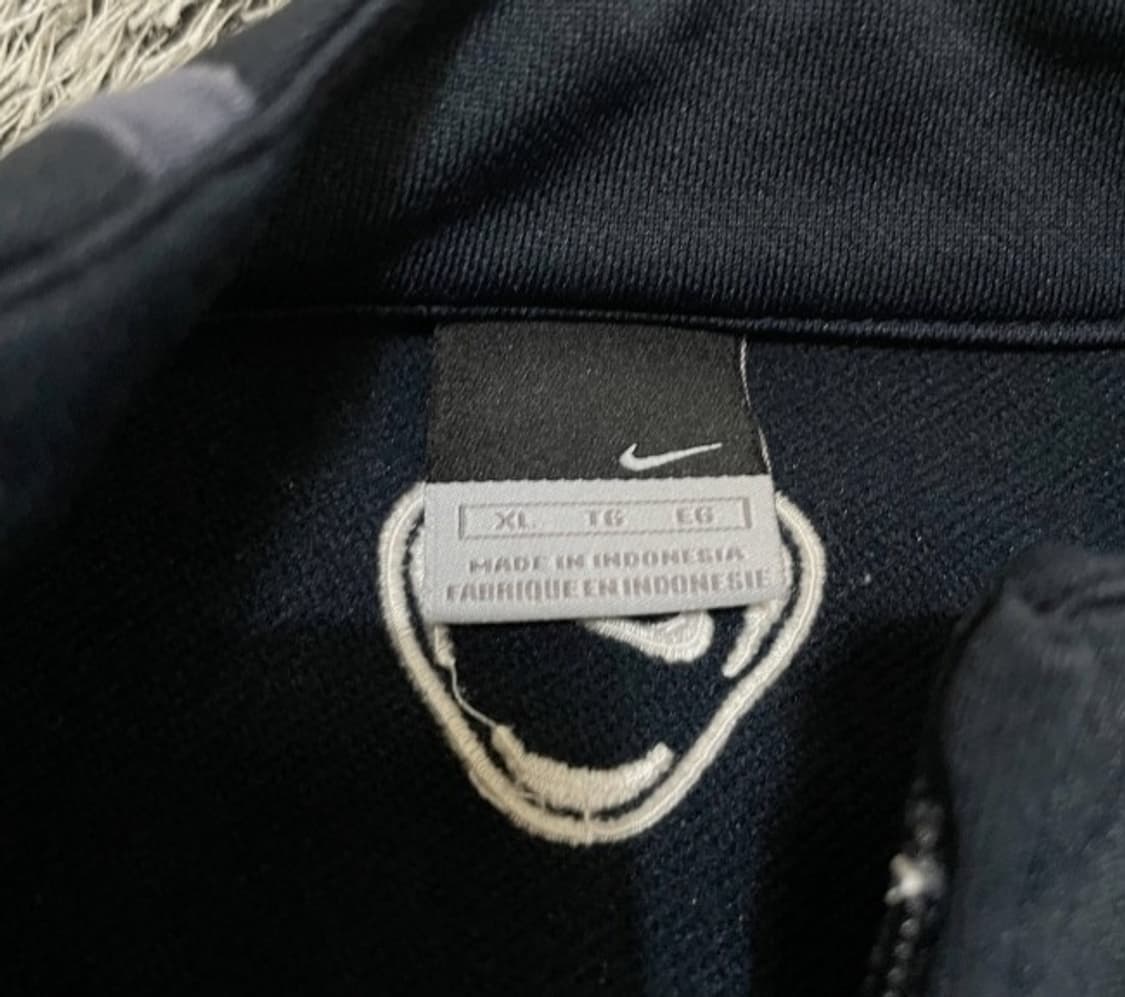 XL TG EG
MADE IN INDONESIA
FABRIQUE EN INDONESIE